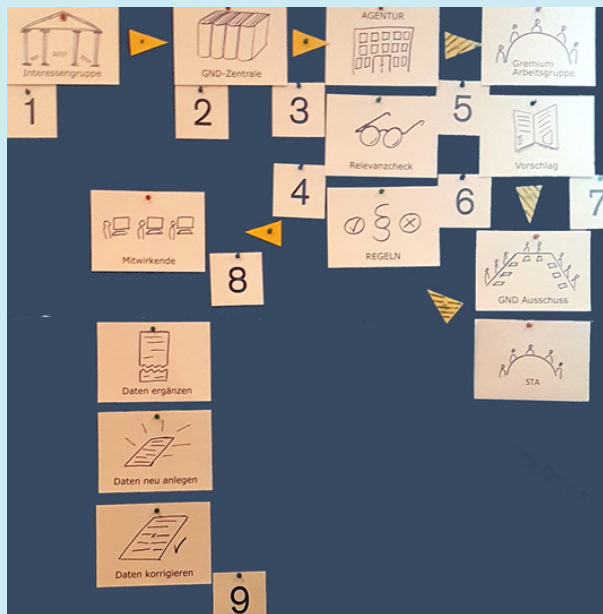 Interessengruppe
GND-Zentrale
AGENTUR
Gremium
Arbeitsgruppe
1
2
3
5
Relevanzcheck
Vorschlag
4
6
7
Mitwirkende
REGELN
8
GND Ausschuss
STA
Daten ergänzen
Daten neu anlegen
Daten korrigieren
9